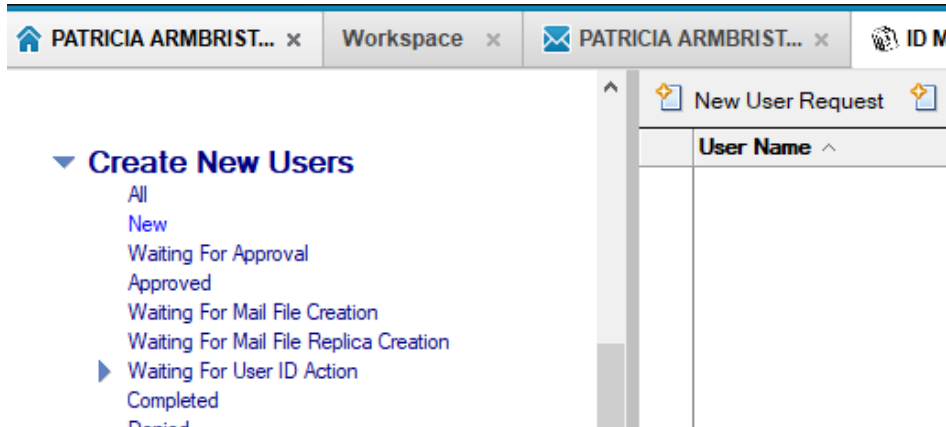 PATRICIA ARMBRIST... × Workspace × PATRICIA ARMBRIST... × ID M
New User Request
User Name
Create New Users
All
New
Waiting For Approval
Approved
Waiting For Mail File Creation
Waiting For Mail File Replica Creation
Waiting For User ID Action
Completed
Denied